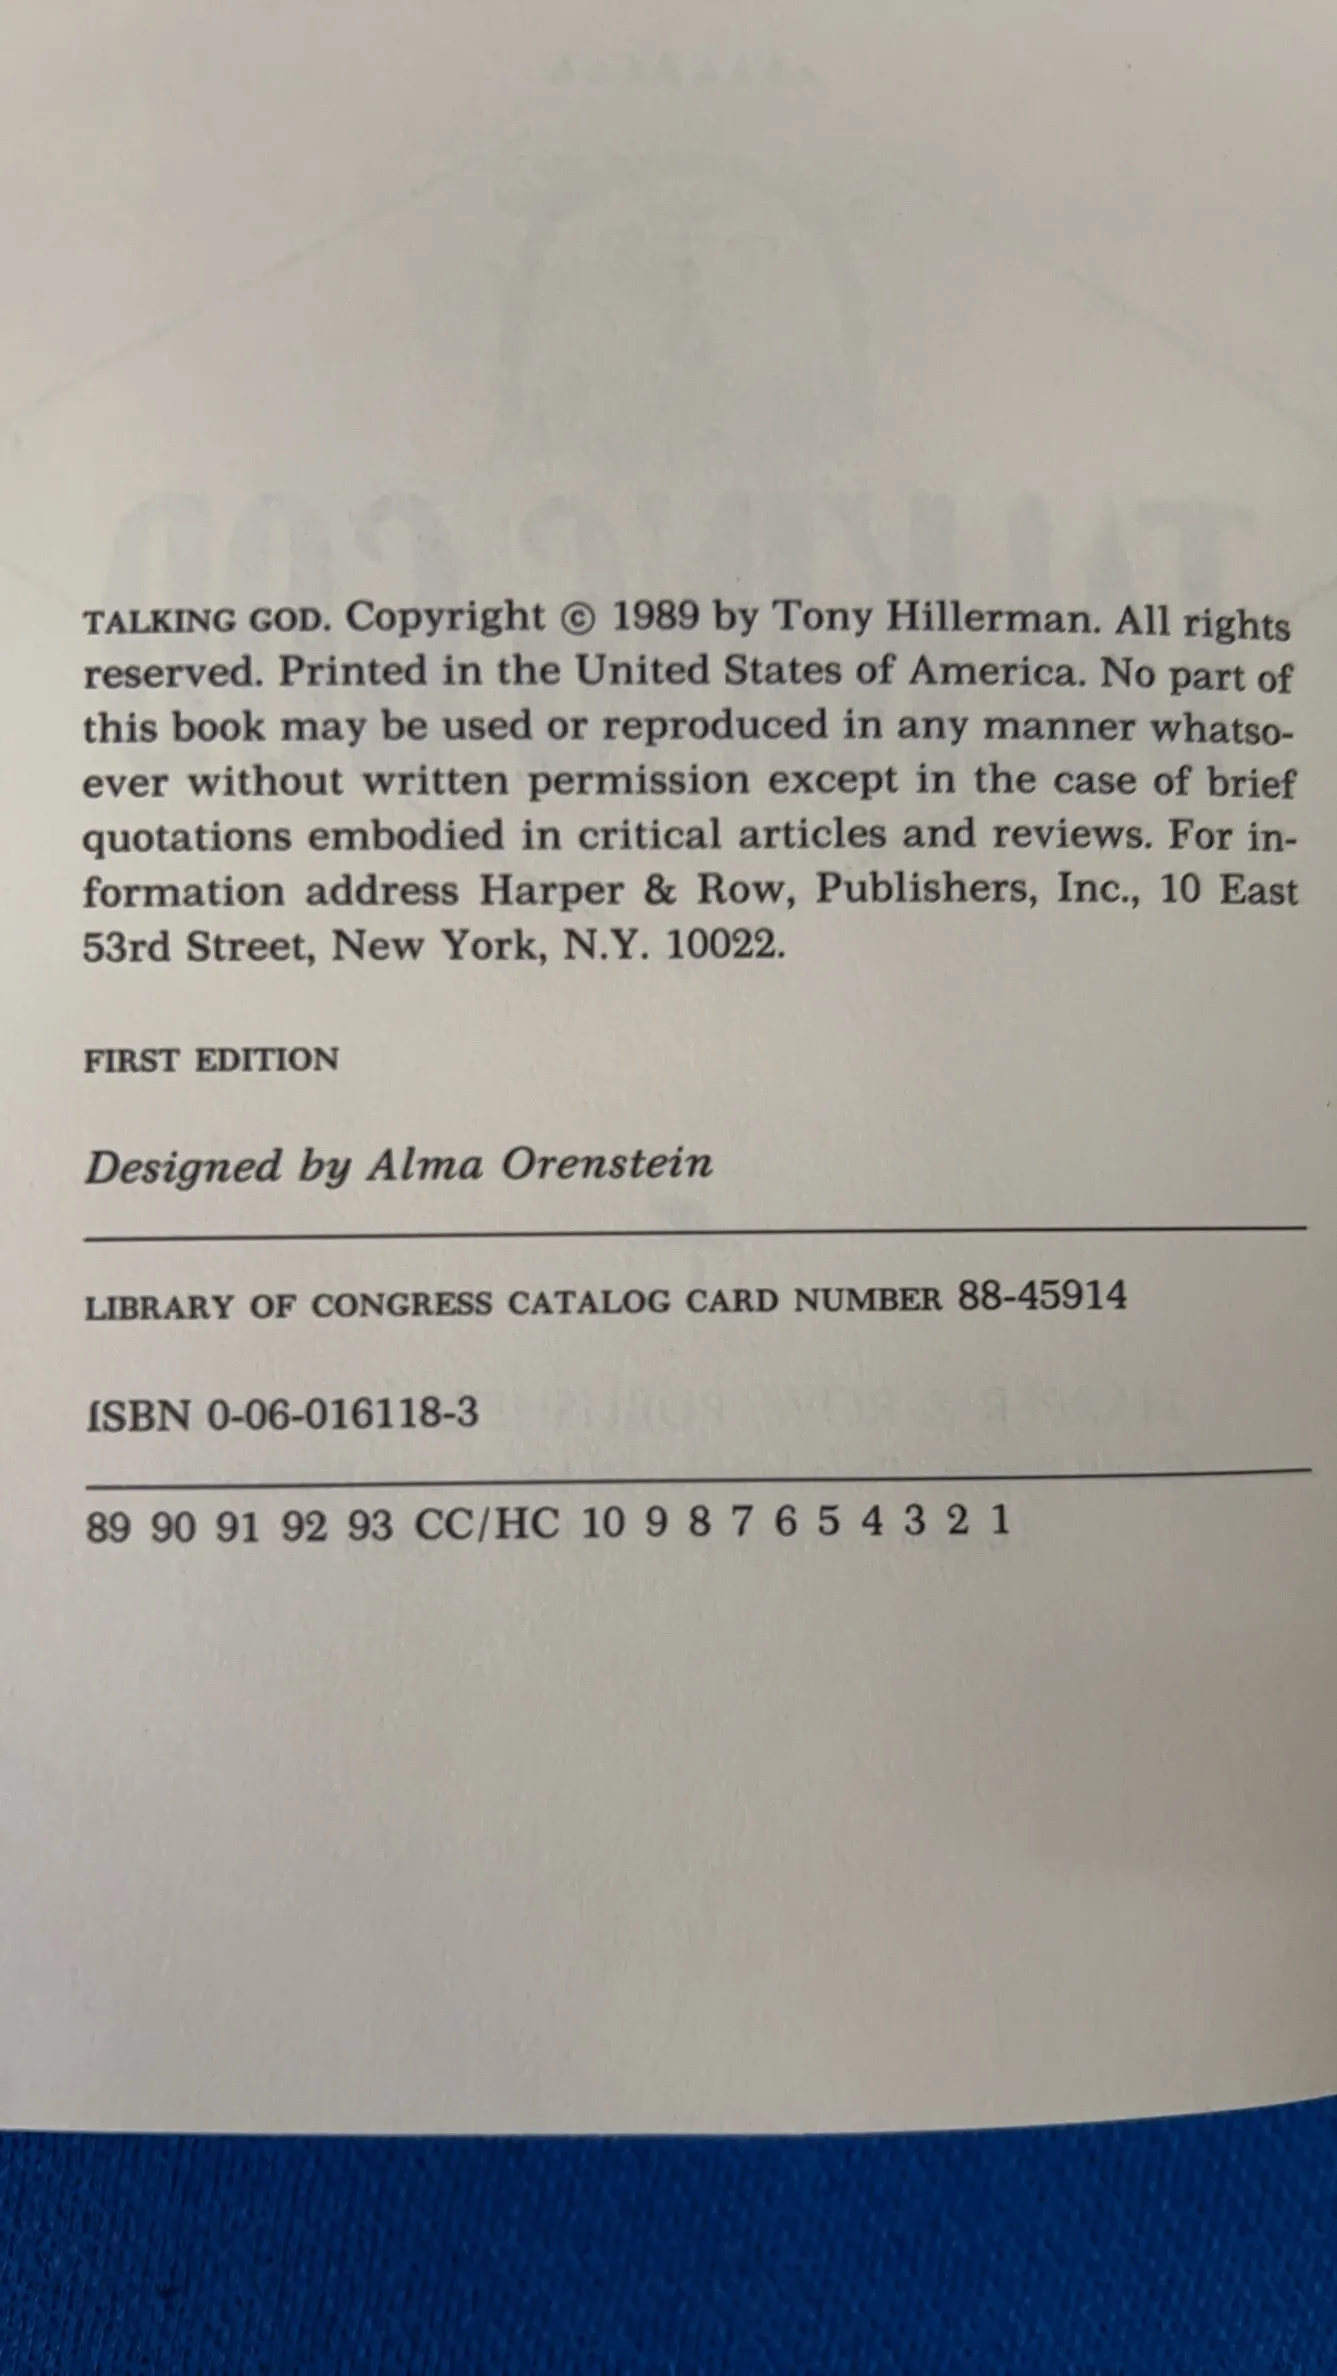 TALKING GOD. Copyright © 1989 by Tony Hillerman. All rights
reserved. Printed in the United States of America. No part of
this book may be used or reproduced in any manner whatso-
ever without written permission except in the case of brief
quotations embodied in critical articles and reviews. For in-
formation address Harper & Row, Publishers, Inc., 10 East
53rd Street, New York, N.Y. 10022.
FIRST EDITION
Designed by Alma Orenstein
LIBRARY OF CONGRESS CATALOG CARD NUMBER 88-45914
ISBN 0-06-016118-3
89 90 91 92 93 CC/HC 10 9 8 7 6 5 4 3 2 1